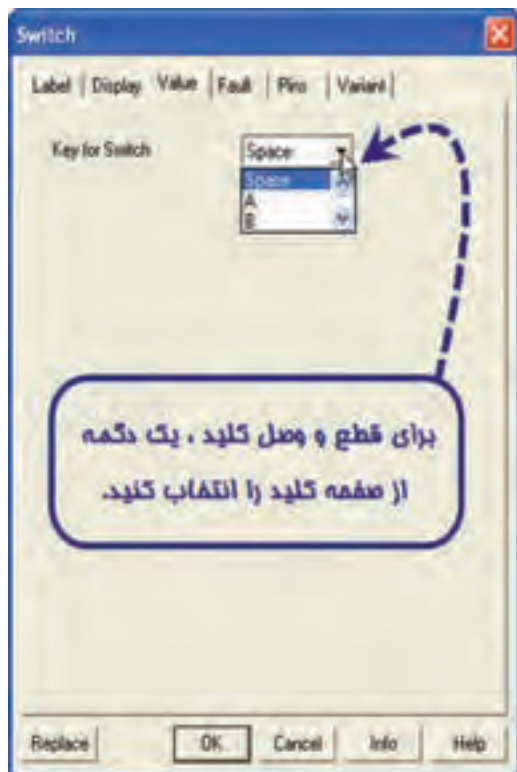 Switch
Label Display Value Fault Pins Variant
Key for Switch
Space
Space
A
B
برای قطع و وصل کلید ، یک دکمه
از صفحه کلید را انتخاب کنید.
Replace OK Cancel Info Help